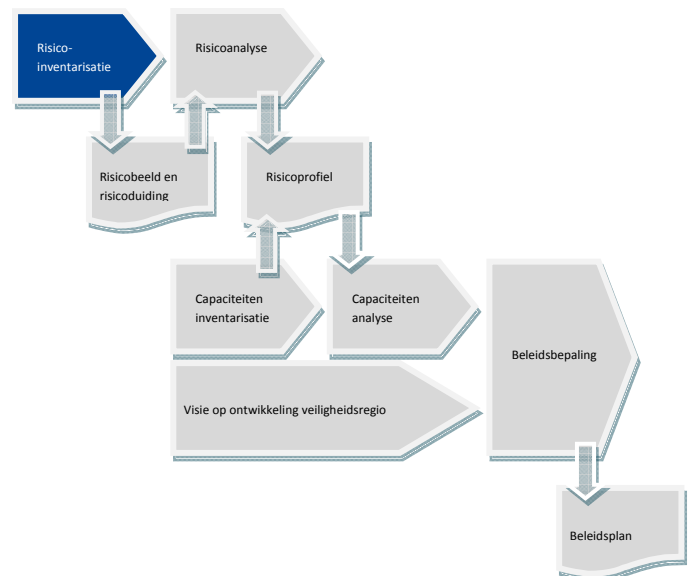 Risico-
inventarisatie
Risicoanalyse
Risicobeeld en
risicoduiding
Risicoprofiel
Capaciteiten
inventarisatie
Capaciteiten
analyse
Beleidsbepaling
Visie op ontwikkeling veiligheidsregio
Beleidsplan